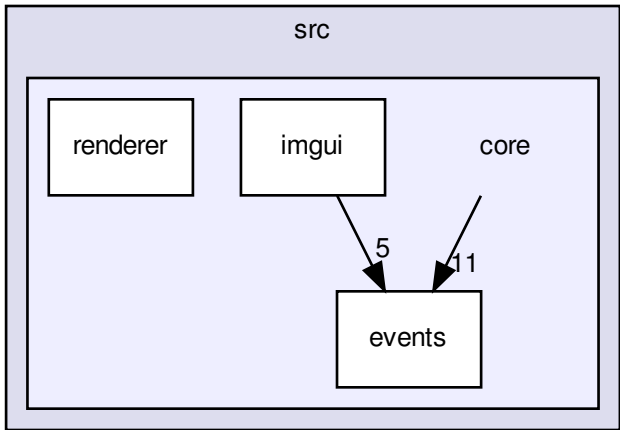 src
renderer
imgui
core
5
11
events